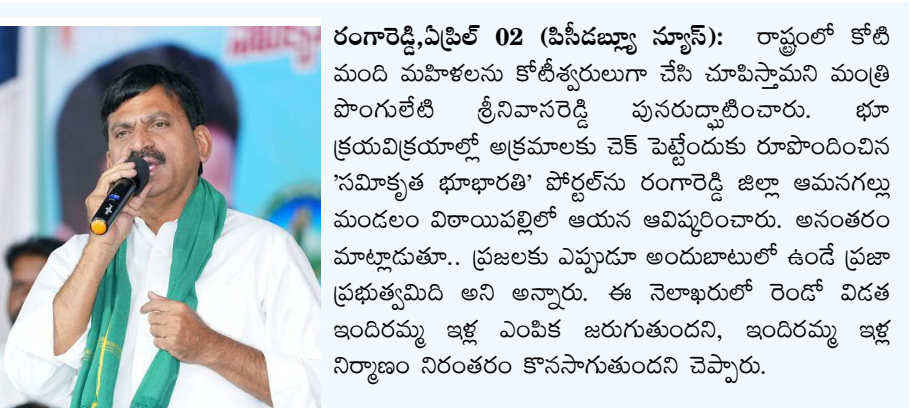 రంగారెడ్డి,ఏప్రిల్ 02 (పిసిడబ్ల్యూ న్యూస్): రాష్ట్రంలో కోటి
మంది మహిళలను కోటీశ్వరులుగా చేసి చూపిస్తామని మంత్రి
పొంగులేటి శ్రీనివాసరెడ్డి పునరుద్ఘాటించారు. భూ
క్రయవిక్రయాల్లో అక్రమాలకు చెక్ పెట్టేందుకు రూపొందించిన
'సమీకృత భూభారతి' పోర్టల్‌ను రంగారెడ్డి జిల్లా ఆమనగల్లు
మండలం విఠాయిపల్లిలో ఆయన ఆవిష్కరించారు. అనంతరం
మాట్లాడుతూ.. ప్రజలకు ఎప్పుడూ అందుబాటులో ఉండే ప్రజా
ప్రభుత్వమిది అని అన్నారు. ఈ నెలాఖరులో రెండో విడత
ఇందిరమ్మ ఇళ్ల ఎంపిక జరుగుతుందని, ఇందిరమ్మ ఇళ్ల
నిర్మాణం నిరంతరం కొనసాగుతుందని చెప్పారు.